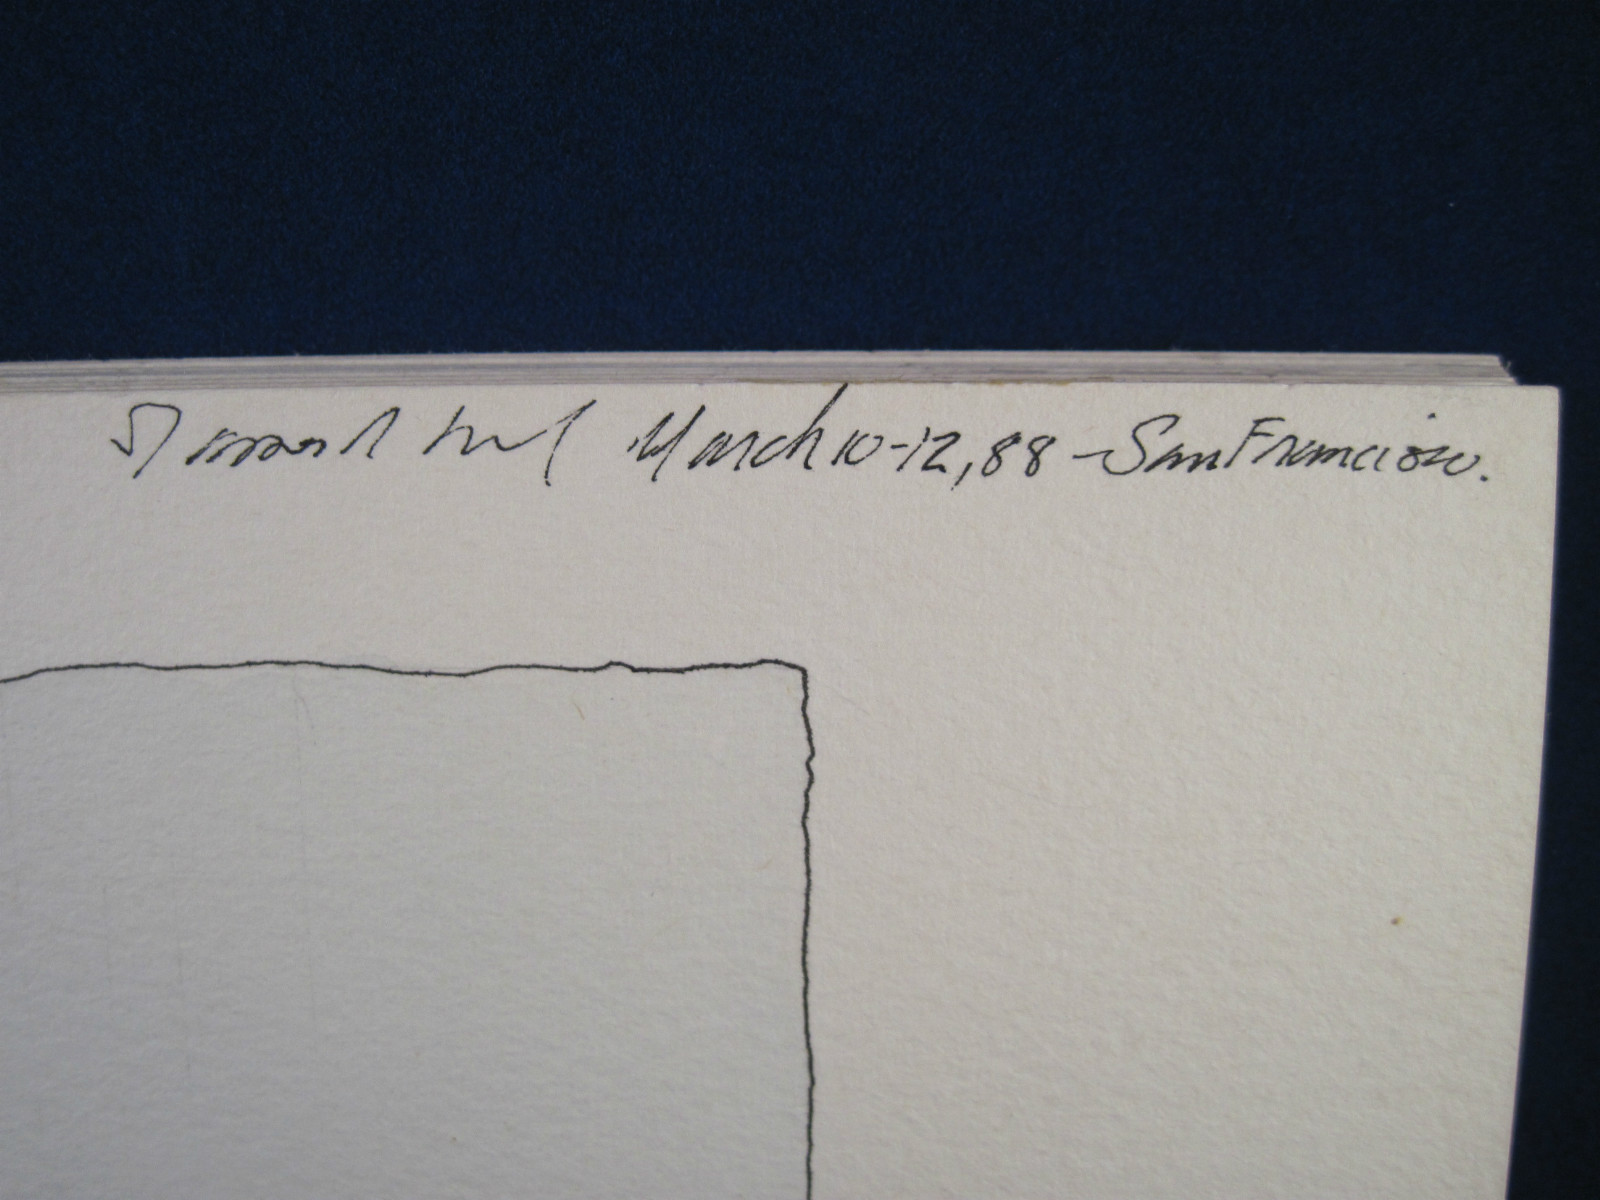 March 10-12, 88 - San Francisco.